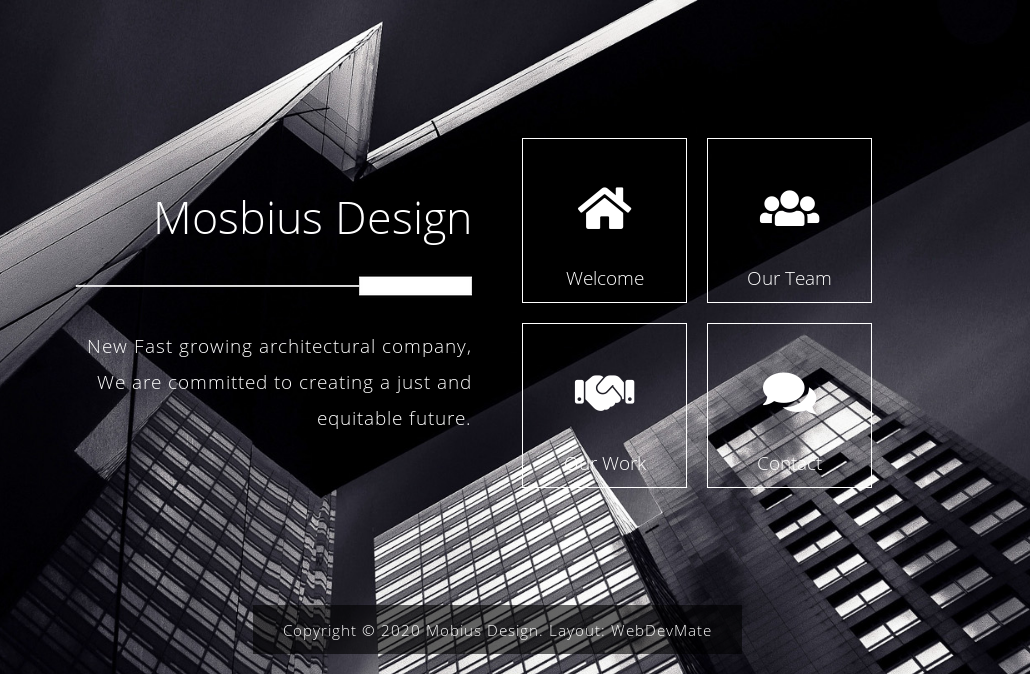 Mosbius Design
New Fast growing architectural company,
We are committed to creating a just and
equitable future.
Welcome
Our Team
Our Work
Contact
Copyright © 2020 Mobius Design. Layout: WebDevMate